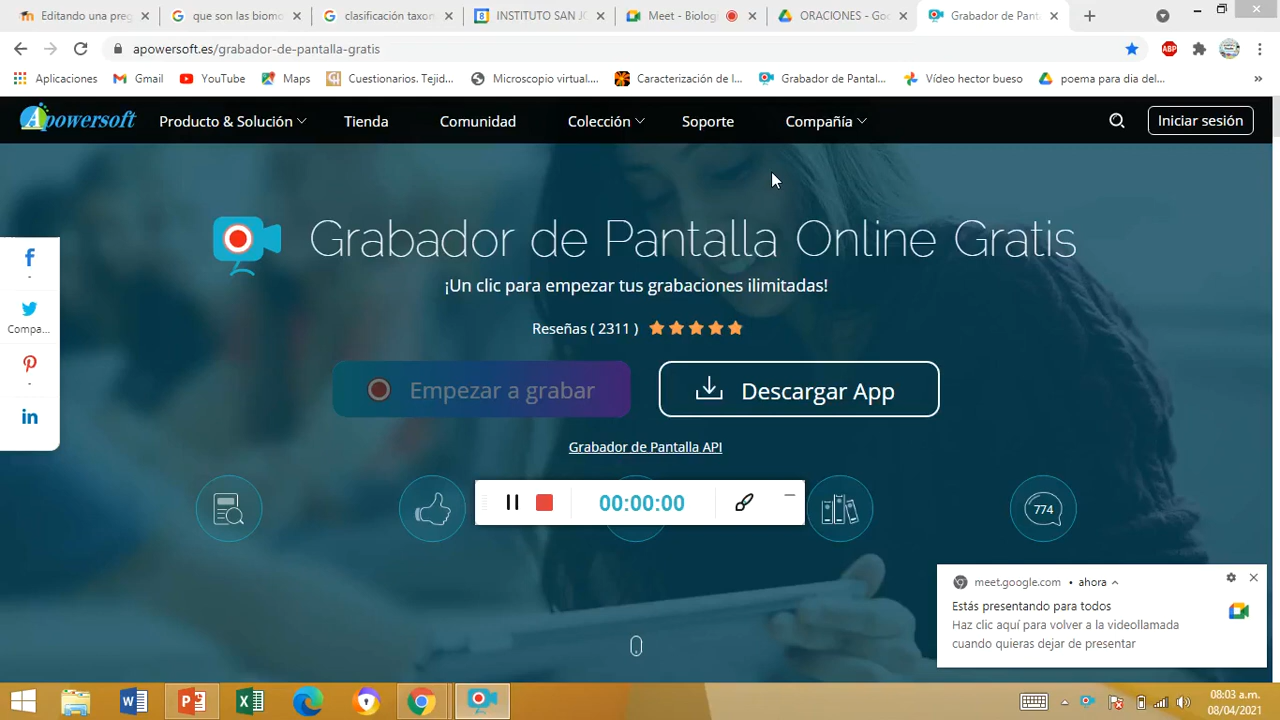 Editando una preg
que son las biomo
clasificación taxon
INSTITUTO SAN JO
Meet - Biologí
ORACIONES - Goo
Grabador de Pant
apowersoft.es/grabador-de-pantalla-gratis
ABP
Aplicaciones
Gmail
YouTube
Maps
Cuestionarios. Tejid...
Microscopio virtual....
Caracterización de l...
Grabador de Pantal...
Vídeo hector bueso
poema para dia del...
»
Apowersoft
Producto & Solución
Tienda
Comunidad
Colección
Soporte
Compañía
Iniciar sesión
Grabador de Pantalla Online Gratis
¡Un clic para empezar tus grabaciones ilimitadas!
Reseñas ( 2311 )
Compa...
Empezar a grabar
Descargar App
Grabador de Pantalla API
00:00:00
774
meet.google.com • ahora
Estás presentando para todos
Haz clic aquí para volver a la videollamada
cuando quieras dejar de presentar
08:03 a.m.
08/04/2021